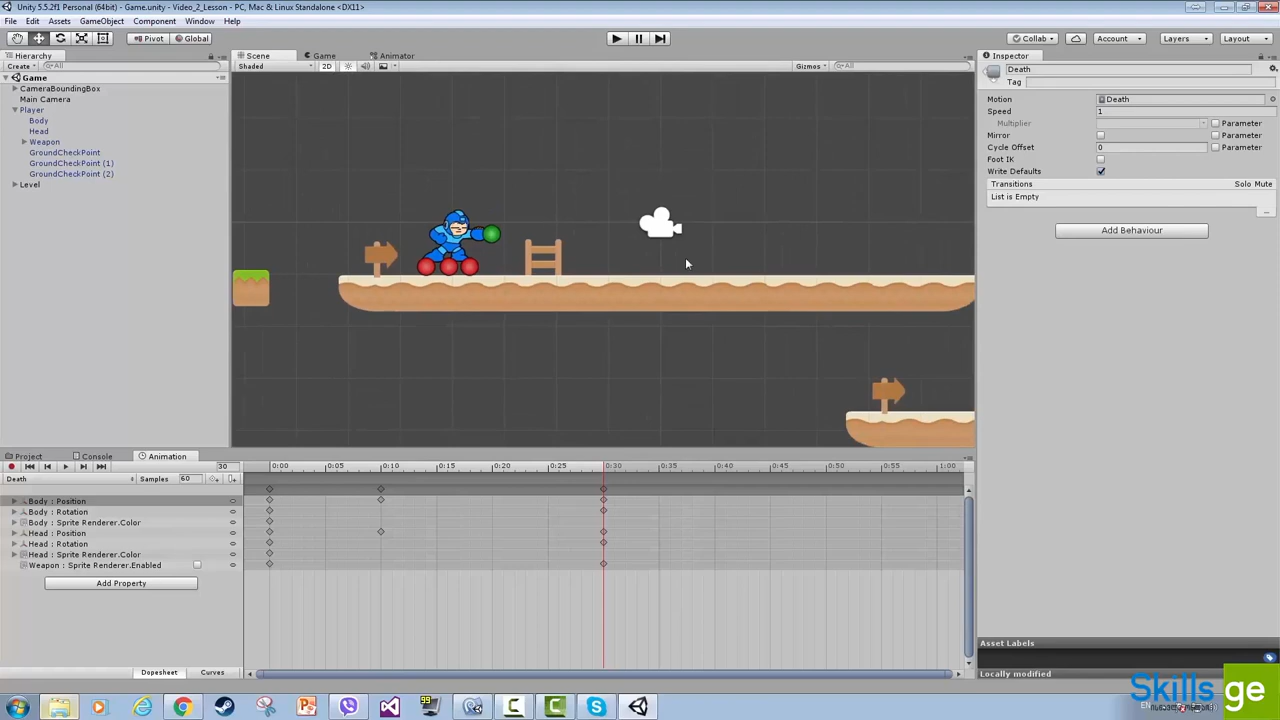 Unity 5.5.2f1 Personal (64bit) - Game.unity - Video_2_Lesson - PC, Mac & Linux Standalone <DX11>
File Edit Assets GameObject Component Window Help
Pivot Global Collab Account Layers Layout
Hierarchy Scene Game Animator Inspector
Create All Shaded 2D Gizmos All Death
Game
CameraBoundingBox
Main Camera
Player
Body
Head
Weapon
GroundCheckPoint
GroundCheckPoint (1)
GroundCheckPoint (2)
Level
Tag
Motion Death
Speed 1
Multiplier Parameter
Mirror Parameter
Cycle Offset 0 Parameter
Foot IK
Write Defaults
Transitions Solo Mute
List is Empty
Add Behaviour
Project Console Animation
30 0:00 0:05 0:10 0:15 0:20 0:25 0:30 0:35 0:40 0:45 0:50 0:55 1:00
Death Samples 60
Body : Position
Body : Rotation
Body : Sprite Renderer.Color
Head : Position
Head : Rotation
Head : Sprite Renderer.Color
Weapon : Sprite Renderer.Enabled
Add Property
Dopesheet Curves
Asset Labels
Locally modified
99
Skills ge